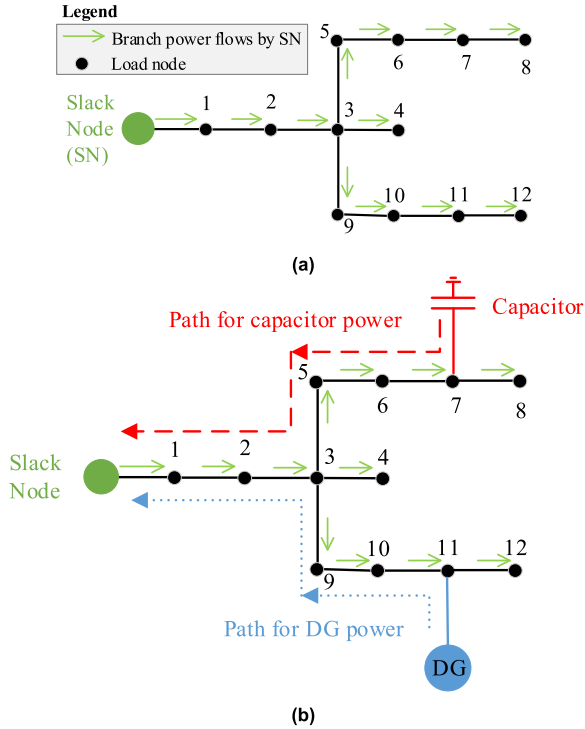 Legend
Branch power flows by SN
Load node
5
6
7
8
Slack
Node
(SN)
1
2
3
4
9
10
11
12
(a)
Path for capacitor power
Capacitor
5
6
7
8
Slack
Node
1
2
3
4
9
10
11
12
Path for DG power
DG
(b)